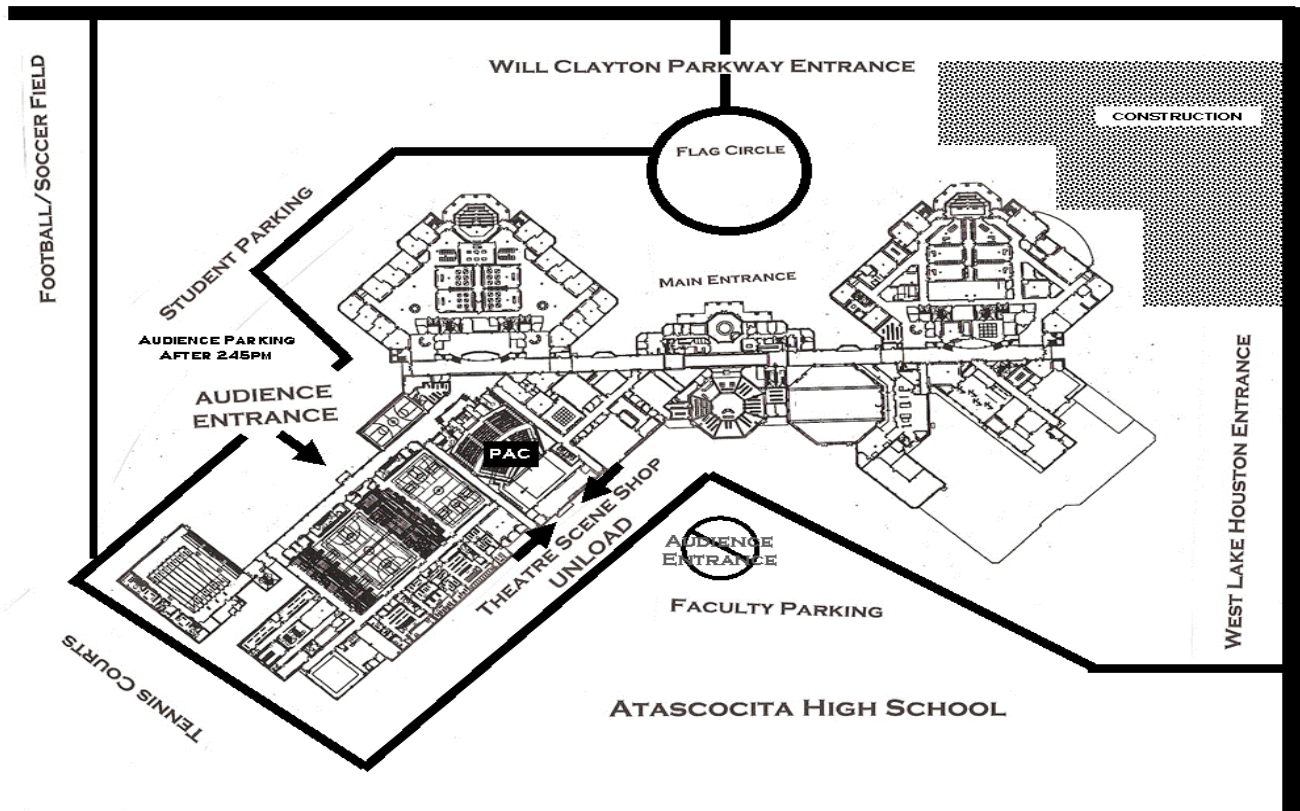 WILL CLAYTON PARKWAY ENTRANCE
CONSTRUCTION
FLAG CIRCLE
FOOTBALL/SOCCER FIELD
STUDENT PARKING
MAIN ENTRANCE
AUDIENCE PARKING
AFTER 245PM
AUDIENCE
ENTRANCE
PAC
THEATRE SCENE SHOP
UNLOAD
AUDIENCE
ENTRANCE
FACULTY PARKING
WEST LAKE HOUSTON ENTRANCE
TENNIS COURTS
ATASCOCITA HIGH SCHOOL